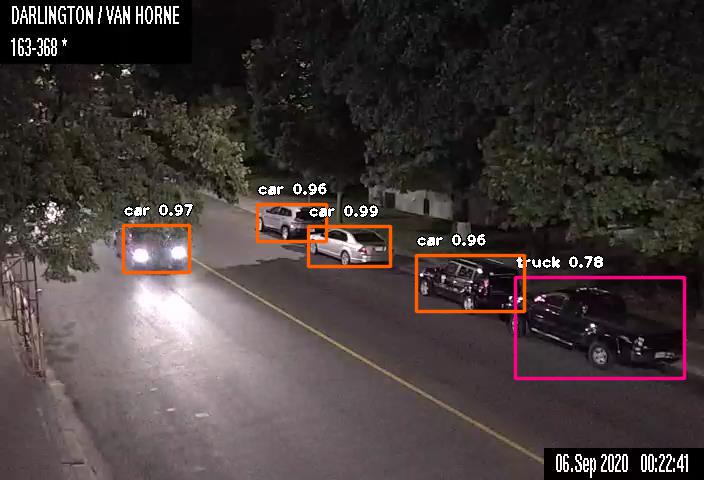 DARLINGTON / VAN HORNE
163-368 *
car 0.96
car 0.97
car 0.99
car 0.96
truck 0.78
06.Sep 2020 00:22:41